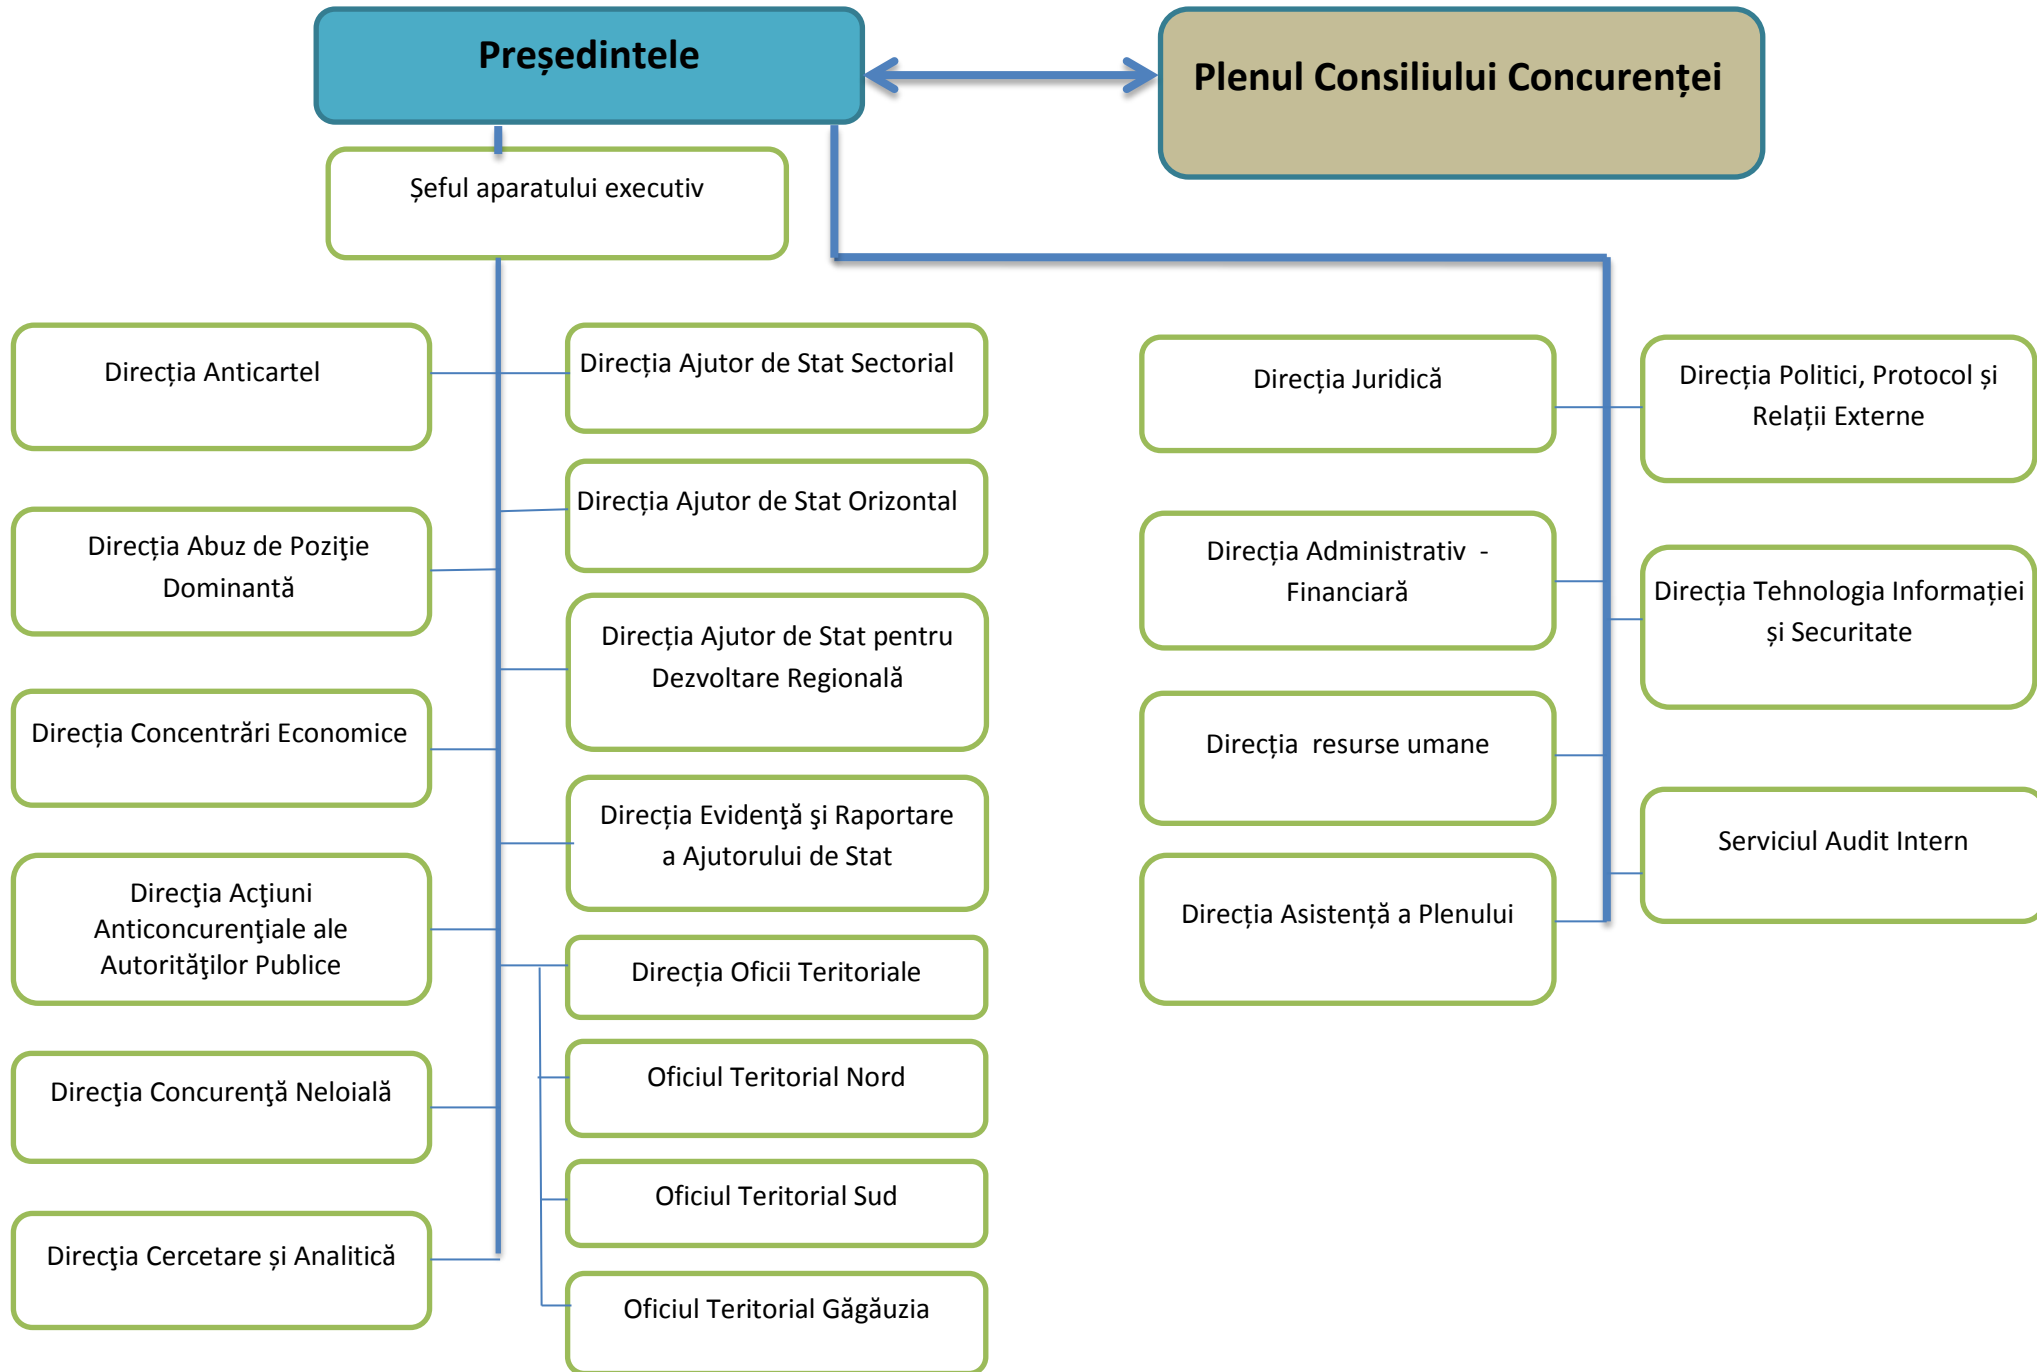 Președintele
Plenul Consiliului Concurenței
Șeful aparatului executiv
Direcția Anticartel
Direcția Abuz de Poziţie
Dominantă
Direcția Concentrări Economice
Direcţia Acţiuni
Anticoncurenţiale ale
Autorităţilor Publice
Direcţia Concurenţă Neloială
Direcţia Cercetare și Analitică
Direcția Ajutor de Stat Sectorial
Direcția Ajutor de Stat Orizontal
Direcția Ajutor de Stat pentru
Dezvoltare Regională
Direcția Evidenţă şi Raportare
a Ajutorului de Stat
Direcția Oficii Teritoriale
Oficiul Teritorial Nord
Oficiul Teritorial Sud
Oficiul Teritorial Găgăuzia
Direcția Juridică
Direcția Administrativ -
Financiară
Direcția resurse umane
Direcția Asistență a Plenului
Direcția Politici, Protocol și
Relații Externe
Direcția Tehnologia Informației
și Securitate
Serviciul Audit Intern